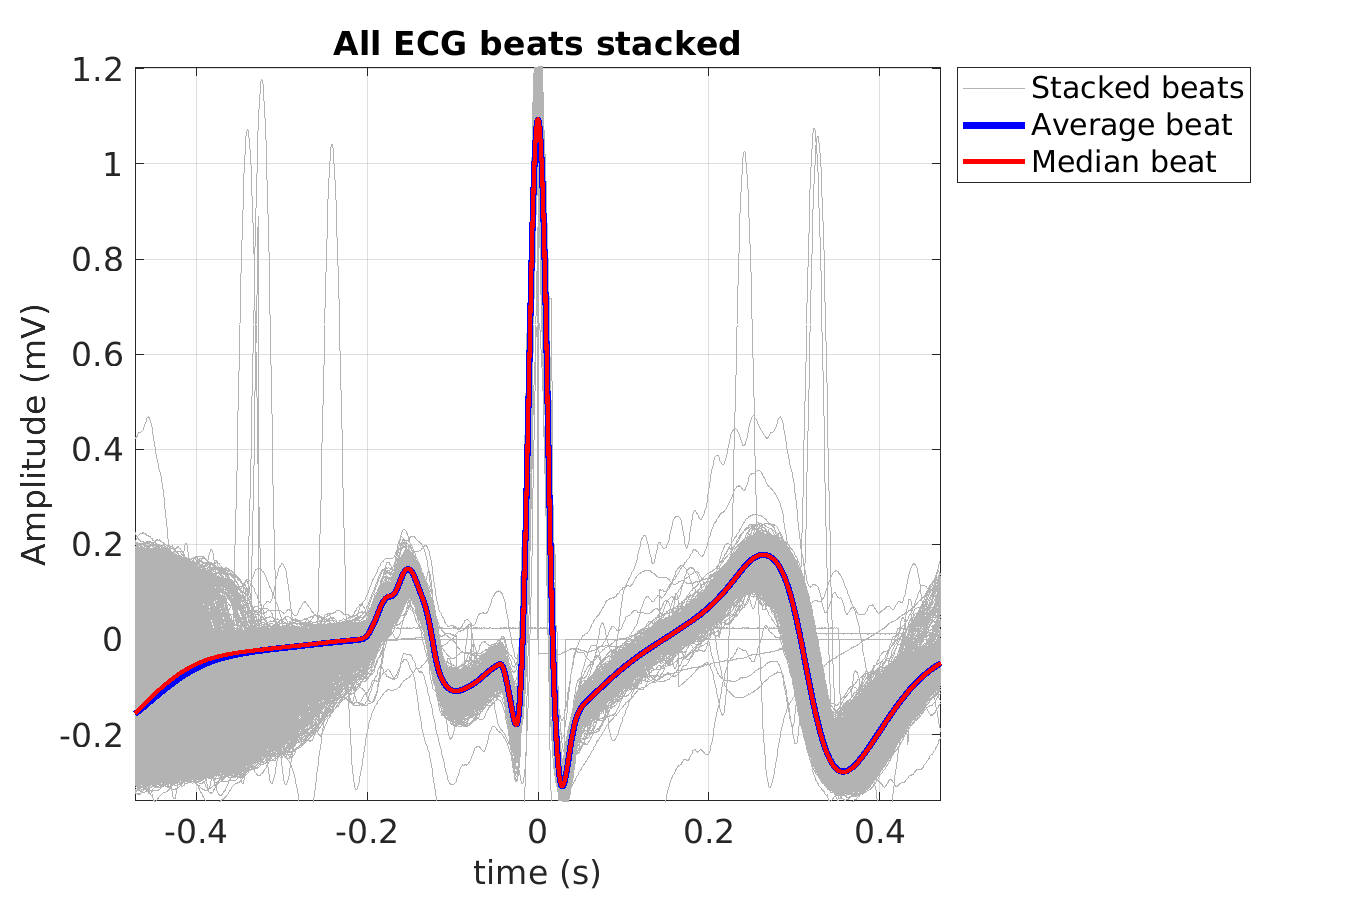 All ECG beats stacked
Stacked beats
Average beat
Median beat
Amplitude (mV)
1.2
1
0.8
0.6
0.4
0.2
0
-0.2
-0.4 -0.2 0 0.2 0.4
time (s)